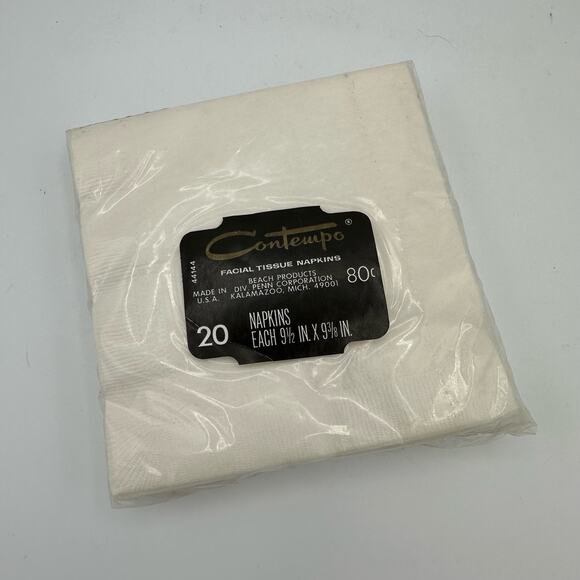 Contempo®
FACIAL TISSUE NAPKINS
44144
BEACH PRODUCTS
MADE IN DIV. PENN CORPORATION 80¢
U.S.A. KALAMAZOO, MICH. 49001
20 NAPKINS
EACH 9½ IN. X 9⅜ IN.